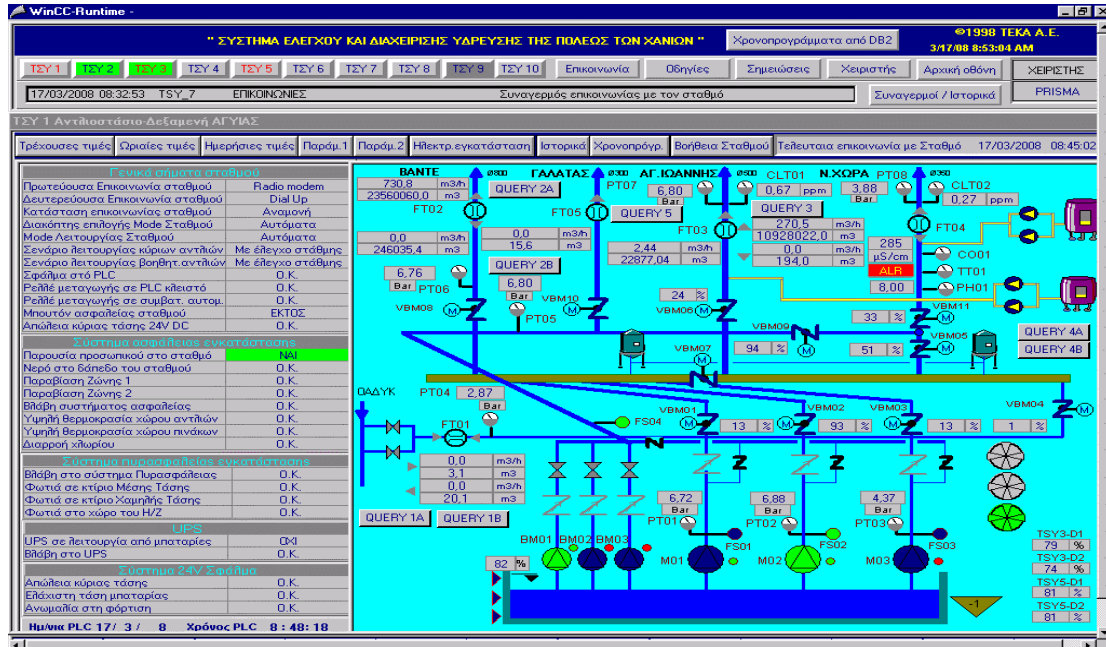 WinCC-Runtime -
" ΣΥΣΤΗΜΑ ΕΛΕΓΧΟΥ ΚΑΙ ΔΙΑΧΕΙΡΙΣΗΣ ΥΔΡΕΥΣΗΣ ΤΗΣ ΠΟΛΕΩΣ ΤΩΝ ΧΑΝΙΩΝ "
Χρονοπρογράμματα από DB2
©1998 ΤΕΚΑ Α.Ε.
3/17/08 8:53:04 AM
ΤΣΥ 1 ΤΣΥ 2 ΤΣΥ 3 ΤΣΥ 4 ΤΣΥ 5 ΤΣΥ 6 ΤΣΥ 7 ΤΣΥ 8 ΤΣΥ 9 ΤΣΥ 10 Επικοινωνία Οδηγίες Σημειώσεις Χειριστής Αρχική οθόνη ΧΕΙΡΙΣΤΗΣ
17/03/2008 08:32:53 TSY_7 ΕΠΙΚΟΙΝΩΝΙΕΣ Συναγερμός επικοινωνίας με τον σταθμό Συναγερμοί / Ιστορικά PRISMA
ΤΣΥ 1 Αντλιοστάσιο-Δεξαμενή ΑΓΥΙΑΣ
Τρέχουσες τιμές Ωριαίες τιμές Ημερήσιες τιμές Παράμ.1 Παράμ.2 Ηλεκτρ.εγκατάσταση Ιστορικά Χρονοπρόγρ. Βοήθεια Σταθμού Τελευταια επικοινωνία με Σταθμό 17/03/2008 08:45:02
Γενικά σήματα σταθμού
Πρωτεύουσα Επικοινωνία σταθμού Radio modem
Δευτερεύουσα Επικοινωνία σταθμού Dial Up
Κατάσταση επικοινωνίας σταθμού Αναμονή
Διακόπτης επιλογής Mode Σταθμού Αυτόματα
Mode Λειτουργίας Σταθμού Αυτόματα
Σενάριο λειτουργίας κύριων αντλιών Με έλεγχο στάθμης
Σενάριο λειτουργίας βοηθητ.αντλιών Με έλεγχο στάθμης
Σφάλμα στό PLC Ο.Κ.
Ρελλέ μεταγωγής σε PLC κλειστό Ο.Κ.
Ρελλέ μεταγωγής σε συμβατ. αυτομ. Ο.Κ.
Μπουτόν ασφαλείας σταθμού ΕΚΤΟΣ
Απώλεια κύριας τάσης 24V DC Ο.Κ.
Σύστημα ασφάλειας εγκατάστασης
Παρουσία προσωπικού στο σταθμό ΝΑΙ
Νερό στο δάπεδο του σταθμού Ο.Κ.
Παραβίαση Ζώνης 1 Ο.Κ.
Παραβίαση Ζώνης 2 Ο.Κ.
Βλάβη συστήματος ασφαλείας Ο.Κ.
Υψηλή θερμοκρασία χώρου αντλιών Ο.Κ.
Υψηλή θερμοκρασία χώρου πινάκων Ο.Κ.
Διαρροή χλωρίου Ο.Κ.
Σύστημα πυρασφαλείας εγκατάστασης
Βλάβη στο σύστημα Πυρασφάλειας Ο.Κ.
Φωτιά σε κτίριο Μέσης Τάσης Ο.Κ.
Φωτιά σε κτίριο Χαμηλής Τάσης Ο.Κ.
Φωτιά στο χώρο του Η/Ζ Ο.Κ.
UPS
UPS σε λειτουργία από μπαταρίες ΟΧΙ
Βλάβη στο UPS Ο.Κ.
Σύστημα 24V Σφάλμα
Απώλεια κύριας τάσης Ο.Κ.
Ελάχιστη τάση μπαταρίας Ο.Κ.
Ανωμαλία στη φόρτιση Ο.Κ.
Ημ/νια PLC 17/ 3 / 8 Χρόνος PLC 8 : 48: 18
ΒΑΝΤΕ Ø800 ΓΑΛΑΤΑΣ Ø300 ΑΓ.ΙΩΑΝΝΗΣ Ø500 CLT01 Ν.ΧΩΡΑ PT08 Ø350
730,8 m3/h QUERY 2A PT07 6,80 Bar 0,67 ppm 3,88 Bar CLT02
23560060,0 m3 0,27 ppm
FT02 FT05 QUERY 5 QUERY 3
FT03 270,5 m3/h FT04
10928022,0 m3
0,0 m3/h 0,0 m3/h 2,44 m3/h 0,0 m3/h 285
246035,4 m3 15,6 m3 22877,04 m3 194,0 m3 µS/cm CO01
6,76 QUERY 2B ALR TT01
Bar PT06 6,80 Bar 8,00 PH01
VBM08 VBM10 24 % VBM11
PT05 VBM06 33 %
VBM09 VBM05 QUERY 4A
VBM07 94 % 51 % QUERY 4B
ΟΑΔΥΚ PT04 2,87
Bar VBM01 VBM02 VBM03 VBM04
FT01 FS04 13 % 93 % 13 % 1 %
0,0 m3/h
3,1 m3
0,0 m3/h
20,1 m3
6,72 6,88 4,37
Bar Bar Bar
QUERY 1A QUERY 1B PT01 PT02 PT03
BM01 BM02 BM03 FS01 FS02 FS03
82 % M01 M02 M03
TSY3-D1
79 %
TSY3-D2
74 %
TSY5-D1
81 %
TSY5-D2
81 %
-1